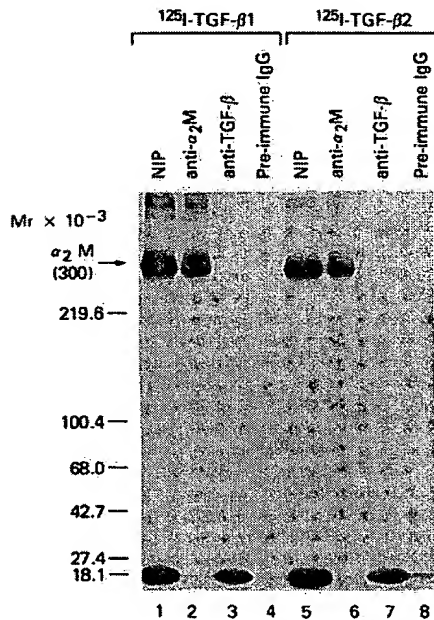 ¹²⁵I-TGF-β1 ¹²⁵I-TGF-β2
NIP anti-α₂M anti-TGF-β Pre-immune IgG NIP anti-α₂M anti-TGF-β Pre-immune IgG
Mr × 10⁻³
α₂ M
(300)
219.6
100.4
68.0
42.7
27.4
18.1
1 2 3 4 5 6 7 8